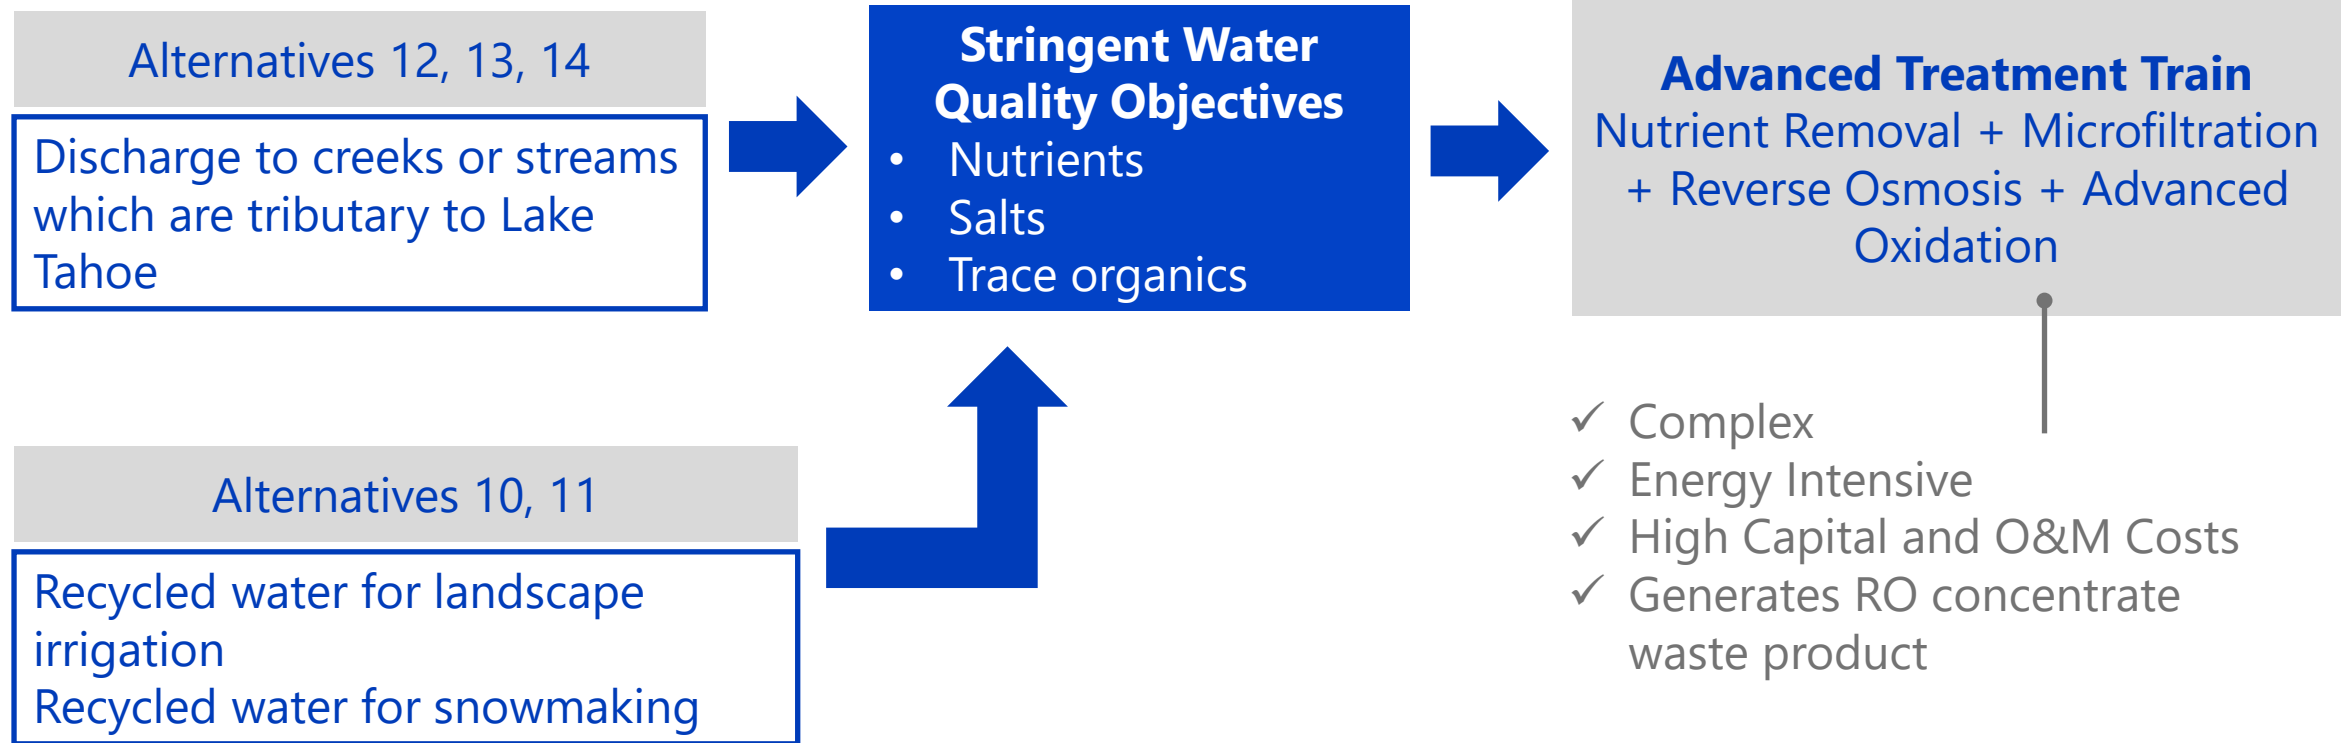 Alternatives 12, 13, 14
Discharge to creeks or streams
which are tributary to Lake
Tahoe
Stringent Water
Quality Objectives
• Nutrients
• Salts
• Trace organics
Advanced Treatment Train
Nutrient Removal + Microfiltration
+ Reverse Osmosis + Advanced
Oxidation
✓ Complex
✓ Energy Intensive
✓ High Capital and O&M Costs
✓ Generates RO concentrate
waste product
Alternatives 10, 11
Recycled water for landscape
irrigation
Recycled water for snowmaking